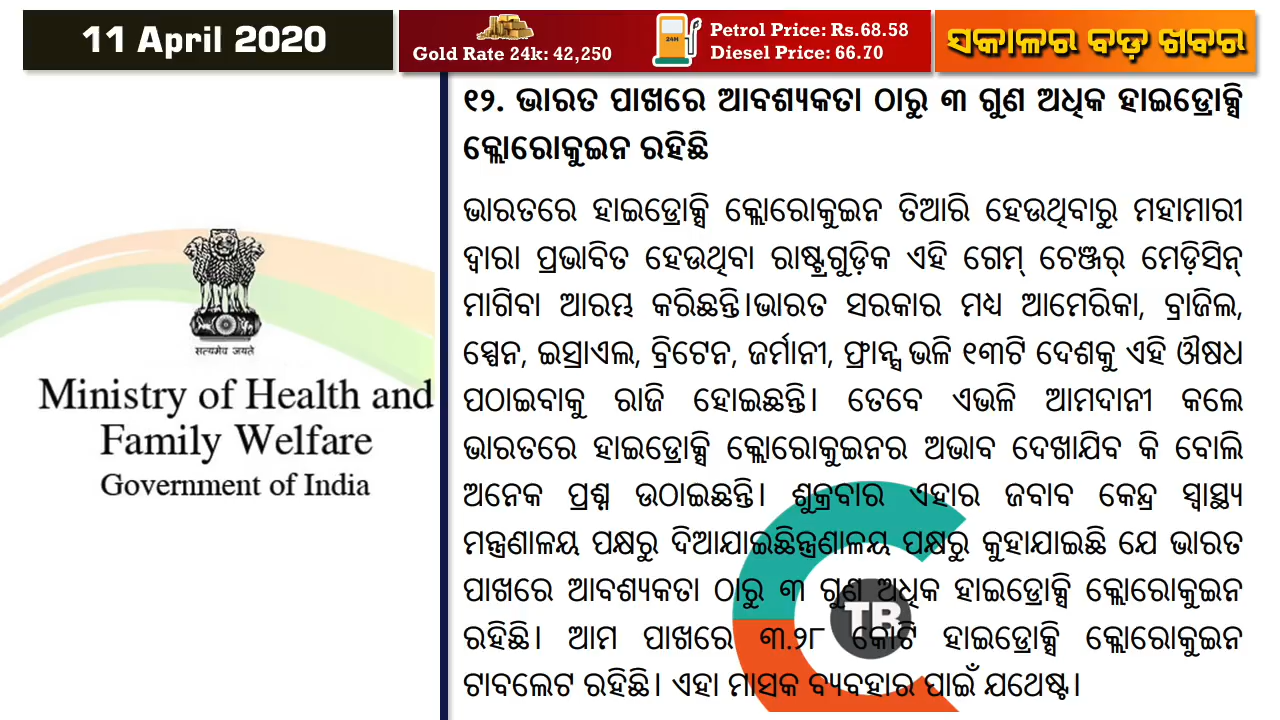 11 April 2020
Gold Rate 24k: 42,250
Petrol Price: Rs.68.58
Diesel Price: 66.70
24H
ସକାଳର ବଡ଼ ଖବର
୧୨. ଭାରତ ପାଖରେ ଆବଶ୍ୟକତା ଠାରୁ ୩ ଗୁଣ ଅଧିକ ହାଇଡ୍ରୋକ୍ସି
କ୍ଲୋରୋକୁଇନ ରହିଛି
ଭାରତରେ ହାଇଡ୍ରୋକ୍ସି କ୍ଲୋରୋକୁଇନ ତିଆରି ହେଉଥିବାରୁ ମହାମାରୀ
ଦ୍ୱାରା ପ୍ରଭାବିତ ହେଉଥିବା ରାଷ୍ଟ୍ରଗୁଡ଼ିକ ଏହି ଗେମ୍ ଚେଞ୍ଜର୍ ମେଡ଼ିସିନ୍
ମାଗିବା ଆରମ୍ଭ କରିଛନ୍ତି।ଭାରତ ସରକାର ମଧ୍ୟ ଆମେରିକା, ବ୍ରାଜିଲ,
ସ୍ପେନ, ଇସ୍ରାଏଲ, ବ୍ରିଟେନ, ଜର୍ମାନୀ, ଫ୍ରାନ୍ସ ଭଳି ୧୩ଟି ଦେଶକୁ ଏହି ଔଷଧ
ପଠାଇବାକୁ ରାଜି ହୋଇଛନ୍ତି। ତେବେ ଏଭଳି ଆମଦାନୀ କଲେ
ଭାରତରେ ହାଇଡ୍ରୋକ୍ସି କ୍ଲୋରୋକୁଇନର ଅଭାବ ଦେଖାଯିବ କି ବୋଲି
ଅନେକ ପ୍ରଶ୍ନ ଉଠାଇଛନ୍ତି। ଶୁକ୍ରବାର ଏହାର ଜବାବ କେନ୍ଦ୍ର ସ୍ୱାସ୍ଥ୍ୟ
ମନ୍ତ୍ରଣାଳୟ ପକ୍ଷରୁ ଦିଆଯାଇଛିନ୍ତ୍ରଣାଳୟ ପକ୍ଷରୁ କୁହାଯାଇଛି ଯେ ଭାରତ
ପାଖରେ ଆବଶ୍ୟକତା ଠାରୁ ୩ ଗୁଣ ଅଧିକ ହାଇଡ୍ରୋକ୍ସି କ୍ଲୋରୋକୁଇନ
ରହିଛି। ଆମ ପାଖରେ ୩.୨୮ କୋଟି ହାଇଡ୍ରୋକ୍ସି କ୍ଲୋରୋକୁଇନ
ଟାବଲେଟ ରହିଛି। ଏହା ମାସକ ବ୍ୟବହାର ପାଇଁ ଯଥେଷ୍ଟ।
TB
सत्यमेव जयते
Ministry of Health and
Family Welfare
Government of India